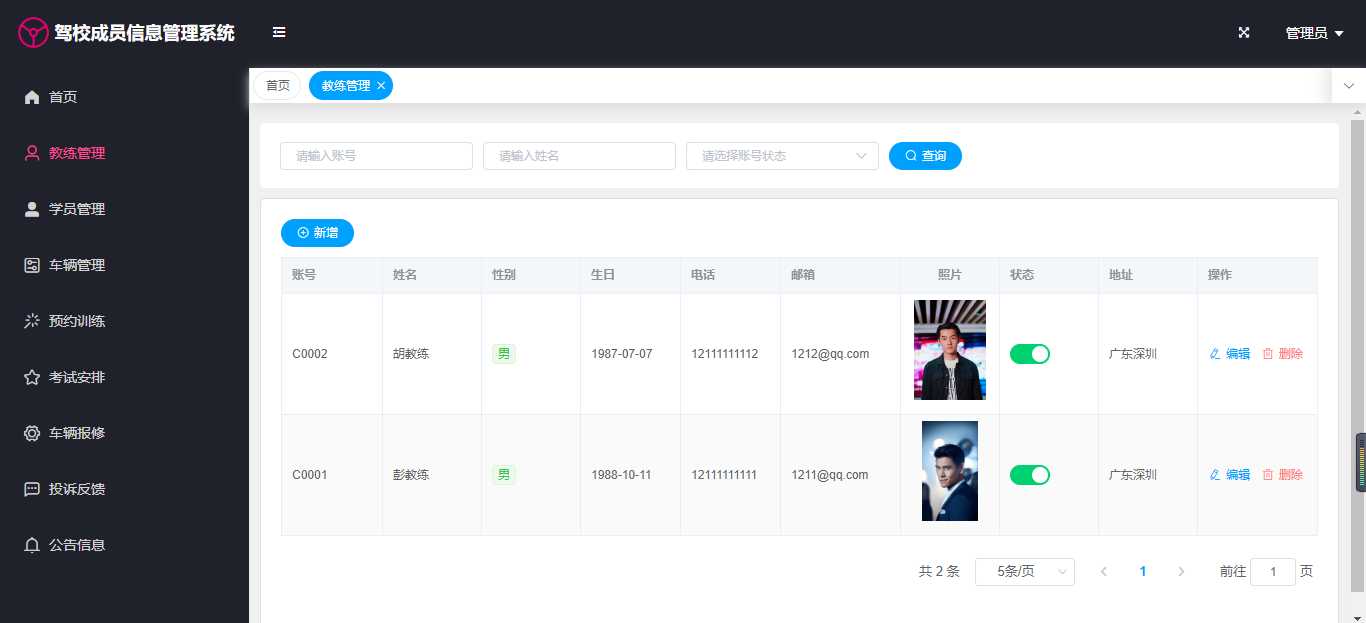 驾校成员信息管理系统
管理员
首页
教练管理
学员管理
车辆管理
预约训练
考试安排
车辆报修
投诉反馈
公告信息
首页 教练管理
请输入账号 请输入姓名 请选择账号状态 查询
新增
账号 姓名 性别 生日 电话 邮箱 照片 状态 地址 操作
C0002 胡教练 男 1987-07-07 12111111112 1212@qq.com 广东深圳 编辑 删除
C0001 彭教练 男 1988-10-11 12111111111 1211@qq.com 广东深圳 编辑 删除
共 2 条 5条/页 1 前往 1 页